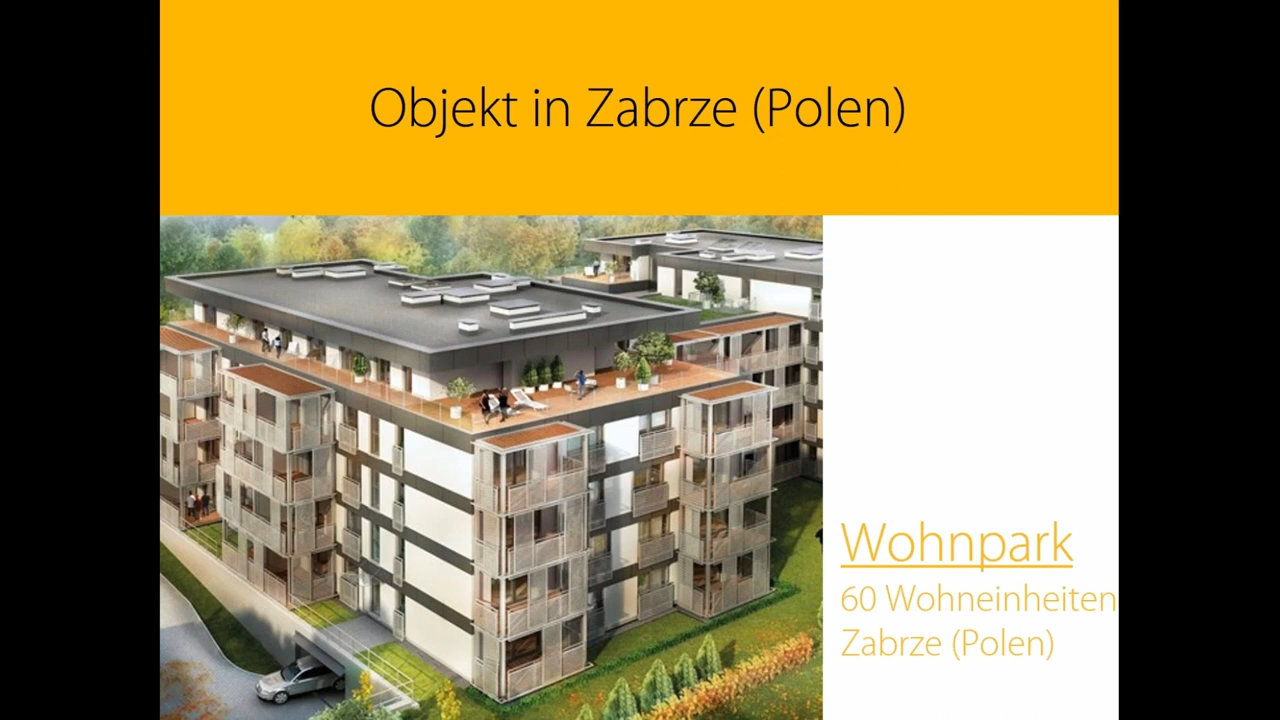 Objekt in Zabrze (Polen)
Wohnpark
60 Wohneinheiten
Zabrze (Polen)